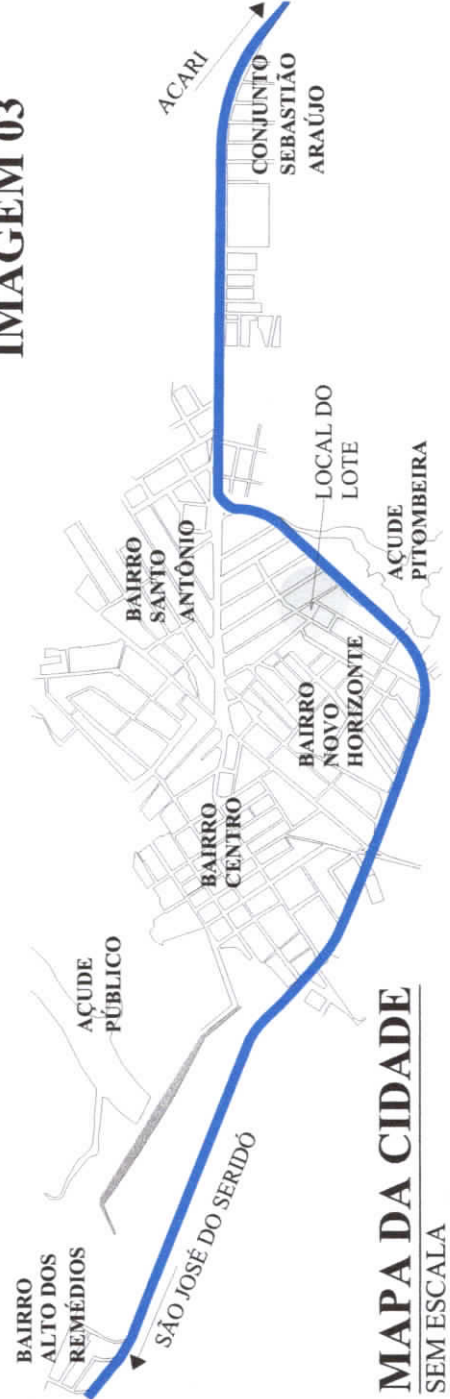 IMAGEM 03
ACARI
CONJUNTO
SEBASTIÃO
ARAÚJO
BAIRRO
SANTO
ANTÔNIO
LOCAL DO
LOTE
AÇUDE
PITOMBEIRA
BAIRRO
NOVO
HORIZONTE
BAIRRO
CENTRO
AÇUDE
PÚBLICO
BAIRRO
ALTO DOS
REMÉDIOS
SÃO JOSÉ DO SERIDÓ
MAPA DA CIDADE
SEM ESCALA